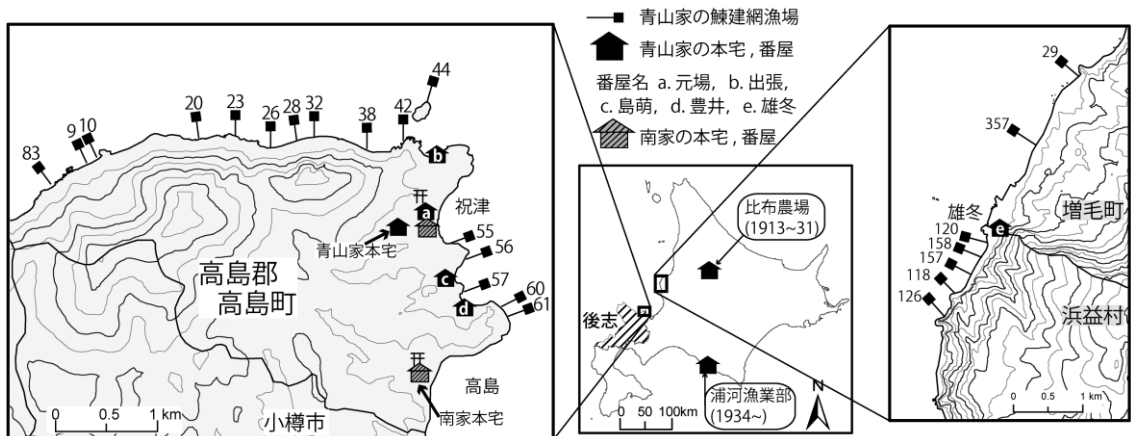 青山家の鰊建網漁場
青山家の本宅, 番屋
番屋名 a. 元場, b. 出張,
c. 島萌, d. 豊井, e. 雄冬
南家の本宅, 番屋
83
9
10
20
23
26
28
32
38
42
44
b
祝津
a
青山家本宅
55
56
c
57
d
60
61
高島郡
高島町
高島
南家本宅
小樽市
0 0.5 1 km
比布農場
(1913~31)
後志
浦河漁業部
(1934~)
0 50 100km
N
29
357
雄冬
e
増毛町
120
158
157
118
126
浜益村
0 0.5 1 km